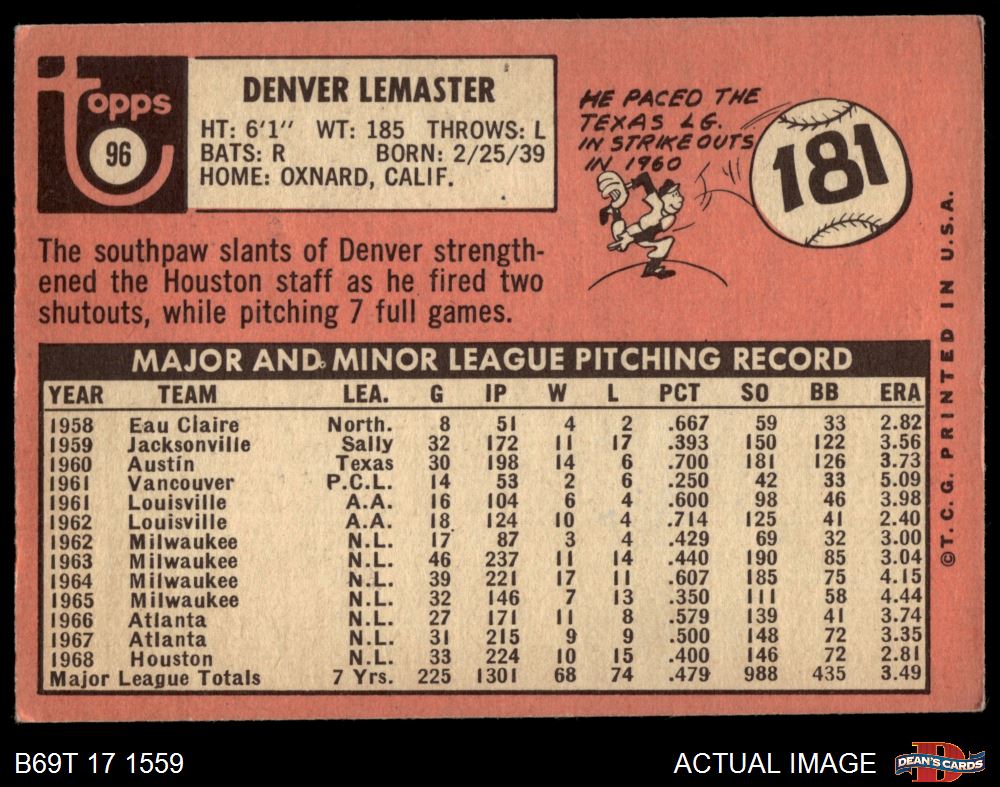 topps
96
DENVER LEMASTER
HT: 6'1" WT: 185 THROWS: L
BATS: R BORN: 2/25/39
HOME: OXNARD, CALIF.
HE PACED THE
TEXAS LG.
IN STRIKEOUTS
IN 1960
181
The southpaw slants of Denver strength-
ened the Houston staff as he fired two
shutouts, while pitching 7 full games.
MAJOR AND MINOR LEAGUE PITCHING RECORD
YEAR TEAM LEA. G IP W L PCT SO BB ERA
1958 Eau Claire North. 8 51 4 2 .667 59 33 2.82
1959 Jacksonville Sally 32 172 11 17 .393 150 122 3.56
1960 Austin Texas 30 198 14 6 .700 181 126 3.73
1961 Vancouver P.C.L. 14 53 2 6 .250 42 33 5.09
1961 Louisville A.A. 16 104 6 4 .600 98 46 3.98
1962 Louisville A.A. 18 124 10 4 .714 125 41 2.40
1962 Milwaukee N.L. 17 87 3 4 .429 69 32 3.00
1963 Milwaukee N.L. 46 237 11 14 .440 190 85 3.04
1964 Milwaukee N.L. 39 221 17 11 .607 185 75 4.15
1965 Milwaukee N.L. 32 146 7 13 .350 111 58 4.44
1966 Atlanta N.L. 27 171 11 8 .579 139 41 3.74
1967 Atlanta N.L. 31 215 9 9 .500 148 72 3.35
1968 Houston N.L. 33 224 10 15 .400 146 72 2.81
Major League Totals 7 Yrs. 225 1301 68 74 .479 988 435 3.49
©T.C.G. PRINTED IN U.S.A.
B69T 17 1559
ACTUAL IMAGE
DEAN'S CARDS